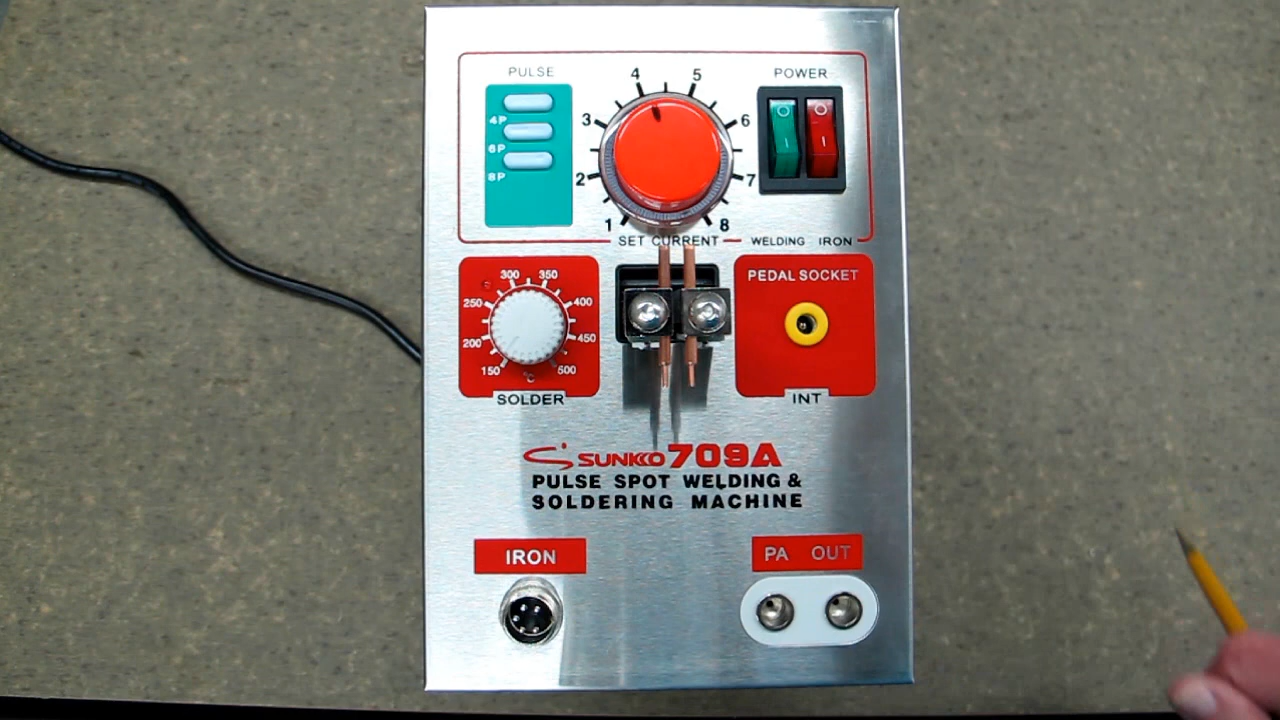 PULSE
4P
6P
8P
1 2 3 4 5 6 7 8
SET CURRENT
POWER
WELDING IRON
150 200 250 300 350 400 450 500
°C
SOLDER
PEDAL SOCKET
INT
SUNKKO 709A
PULSE SPOT WELDING &
SOLDERING MACHINE
IRON
PA OUT